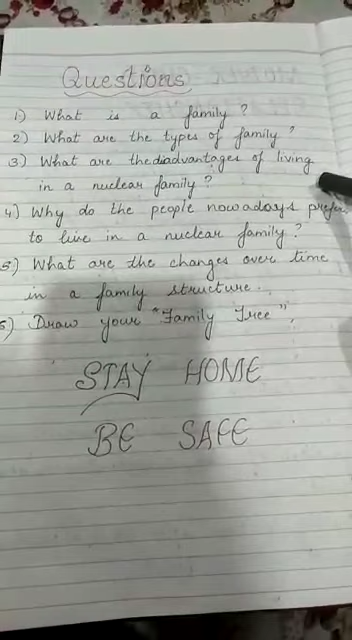 Questions
1) What is a family?
2) What are the types of family?
3) What are the diadvantages of living
in a nuclear family?
4) Why do the people nowadays prefer
to live in a nuclear family?
5) What are the changes over time
in a family structure.
6) Draw your "Family Tree".
STAY HOME
BE SAFE